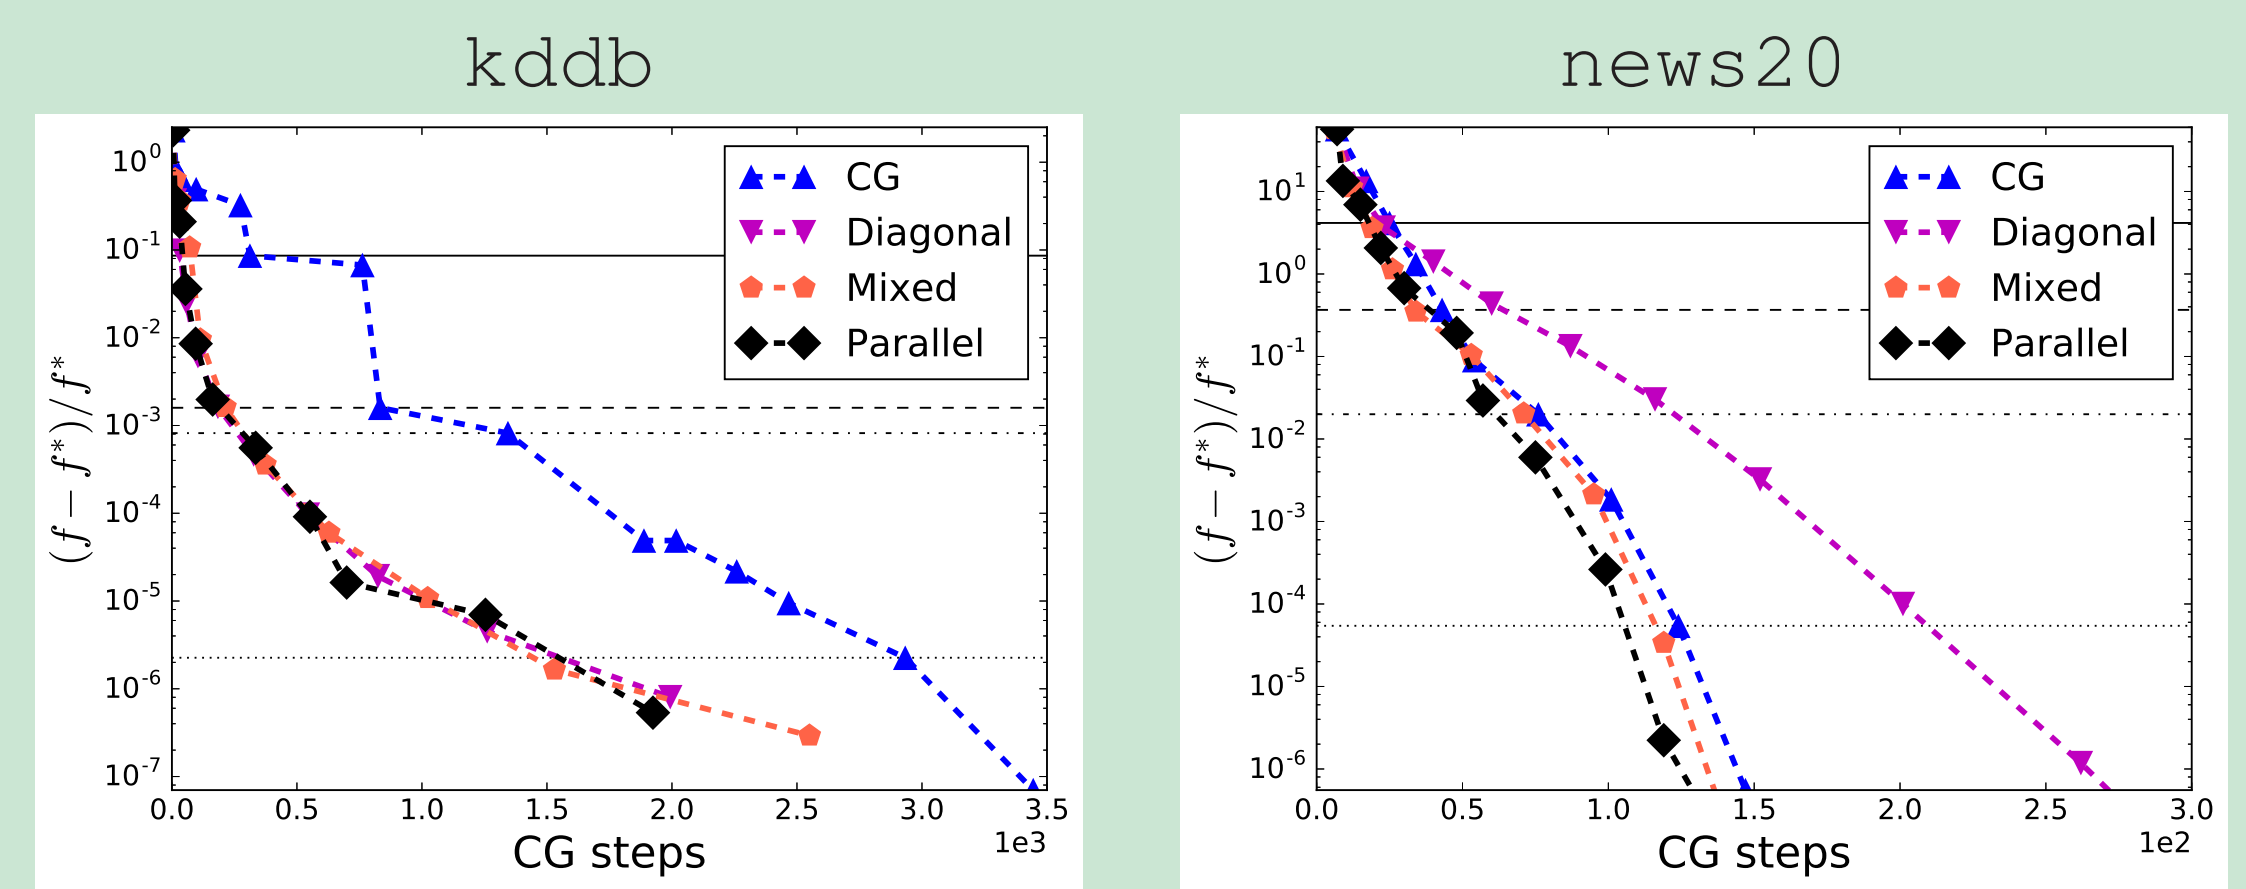 kddb
news20
10^0
10^-1
10^-2
10^-3
10^-4
10^-5
10^-6
10^-7
(f − f*)/f*
CG
Diagonal
Mixed
Parallel
0.0 0.5 1.0 1.5 2.0 2.5 3.0 3.5
1e3
CG steps
10^1
10^0
10^-1
10^-2
10^-3
10^-4
10^-5
10^-6
(f − f*)/f*
CG
Diagonal
Mixed
Parallel
0.0 0.5 1.0 1.5 2.0 2.5 3.0
1e2
CG steps